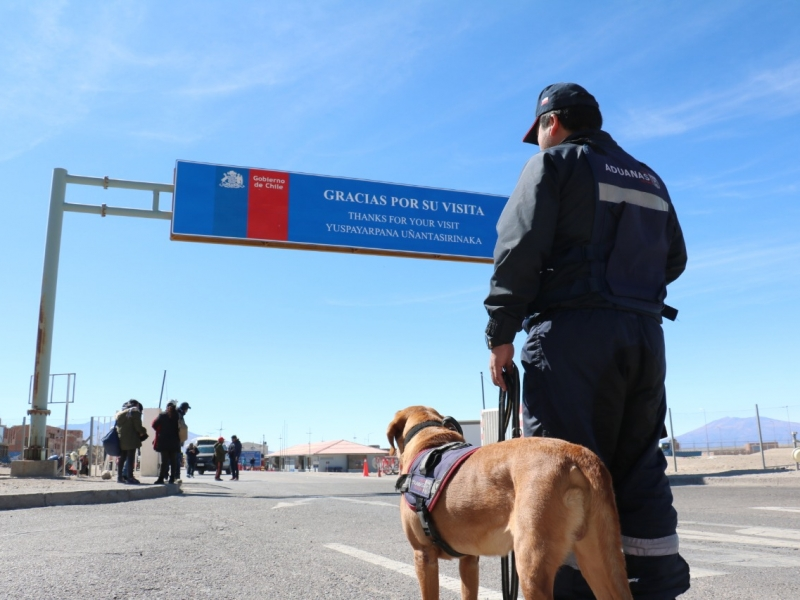 Gobierno
de Chile
GRACIAS POR SU VISITA
THANKS FOR YOUR VISIT
YUSPAYARPANA UÑANTASIRINAKA
ADUANAS